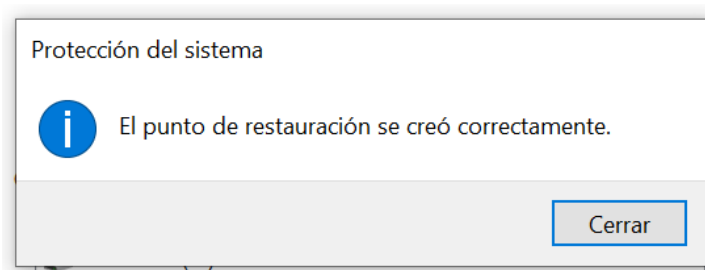 Protección del sistema
El punto de restauración se creó correctamente.
Cerrar